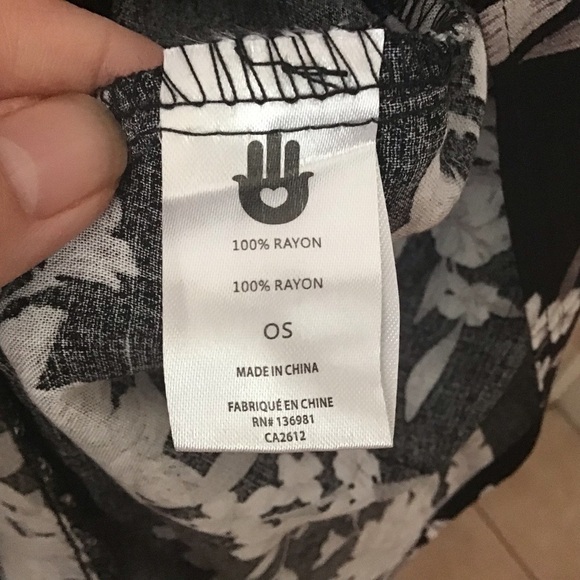 100% RAYON
100% RAYON
OS
MADE IN CHINA
FABRIQUÉ EN CHINE
RN# 136981
CA2612